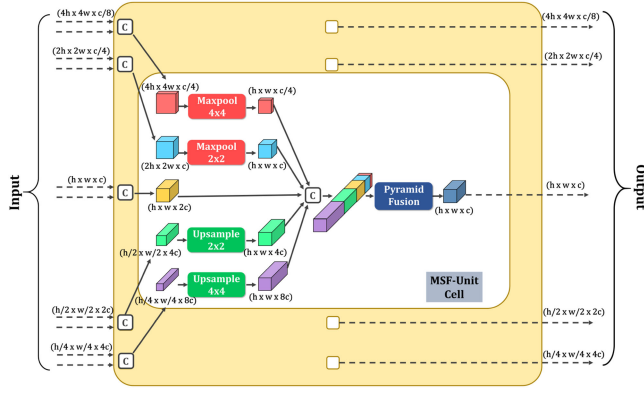 (4h x 4w x c/8)
C
(4h x 4w x c/8)
(2h x 2w x c/4)
C
(2h x 2w x c/4)
(4h x 4w x c/4)
(h x w x c/4)
Maxpool
4x4
Maxpool
2x2
(2h x 2w x c)
(h x w x c)
Input
(h x w x c)
C
(h x w x 2c)
C
Pyramid
Fusion
(h x w x c)
(h x w x c)
Output
Upsample
2x2
(h/2 x w/2 x 4c)
(h x w x 4c)
Upsample
4x4
(h/4 x w/4 x 8c)
(h x w x 8c)
MSF-Unit
Cell
(h/2 x w/2 x 2c)
C
(h/2 x w/2 x 2c)
(h/4 x w/4 x 4c)
C
(h/4 x w/4 x 4c)